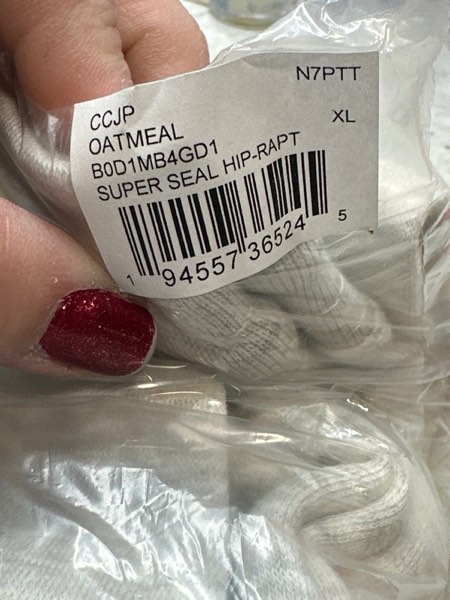 N7PTT
CCJP
XL
OATMEAL
B0D1MB4GD1
SUPER SEAL HIP-RAPT
1 94557 36524 5